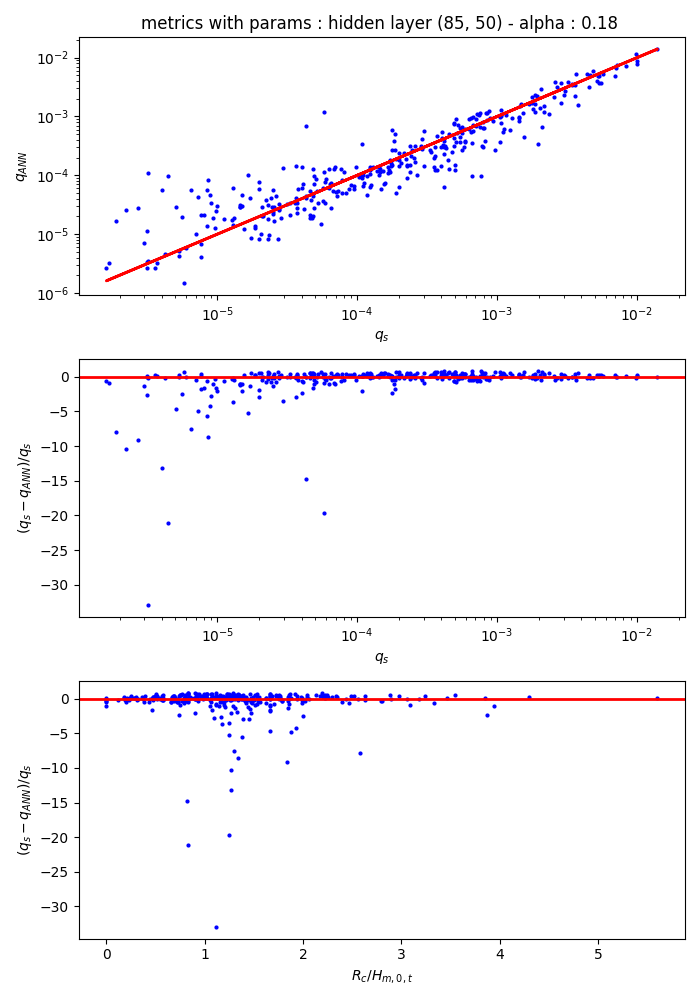 metrics with params : hidden layer (85, 50) - alpha : 0.18
10⁻²
10⁻³
10⁻⁴
10⁻⁵
10⁻⁶
q_ANN
10⁻⁵ 10⁻⁴ 10⁻³ 10⁻²
q_s
0
−5
−10
−15
−20
−25
−30
(q_s − q_ANN)/q_s
10⁻⁵ 10⁻⁴ 10⁻³ 10⁻²
q_s
0
−5
−10
−15
−20
−25
−30
(q_s − q_ANN)/q_s
0 1 2 3 4 5
R_c/H_{m,0,t}